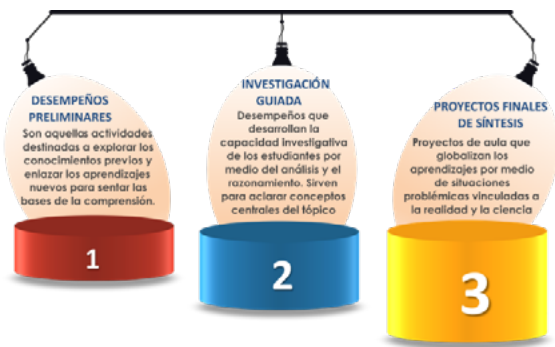 DESEMPEÑOS
PRELIMINARES
Son aquellas actividades
destinadas a explorar los
conocimientos previos y
enlazar los aprendizajes
nuevos para sentar las
bases de la comprensión.
1
INVESTIGACIÓN
GUIADA
Desempeños que
desarrollan la
capacidad investigativa
de los estudiantes por
medio del análisis y el
razonamiento. Sirven
para aclarar conceptos
centrales del tópico
2
PROYECTOS FINALES
DE SÍNTESIS
Proyectos de aula que
globalizan los
aprendizajes por medio
de situaciones
problémicas vinculadas a
la realidad y la ciencia
3